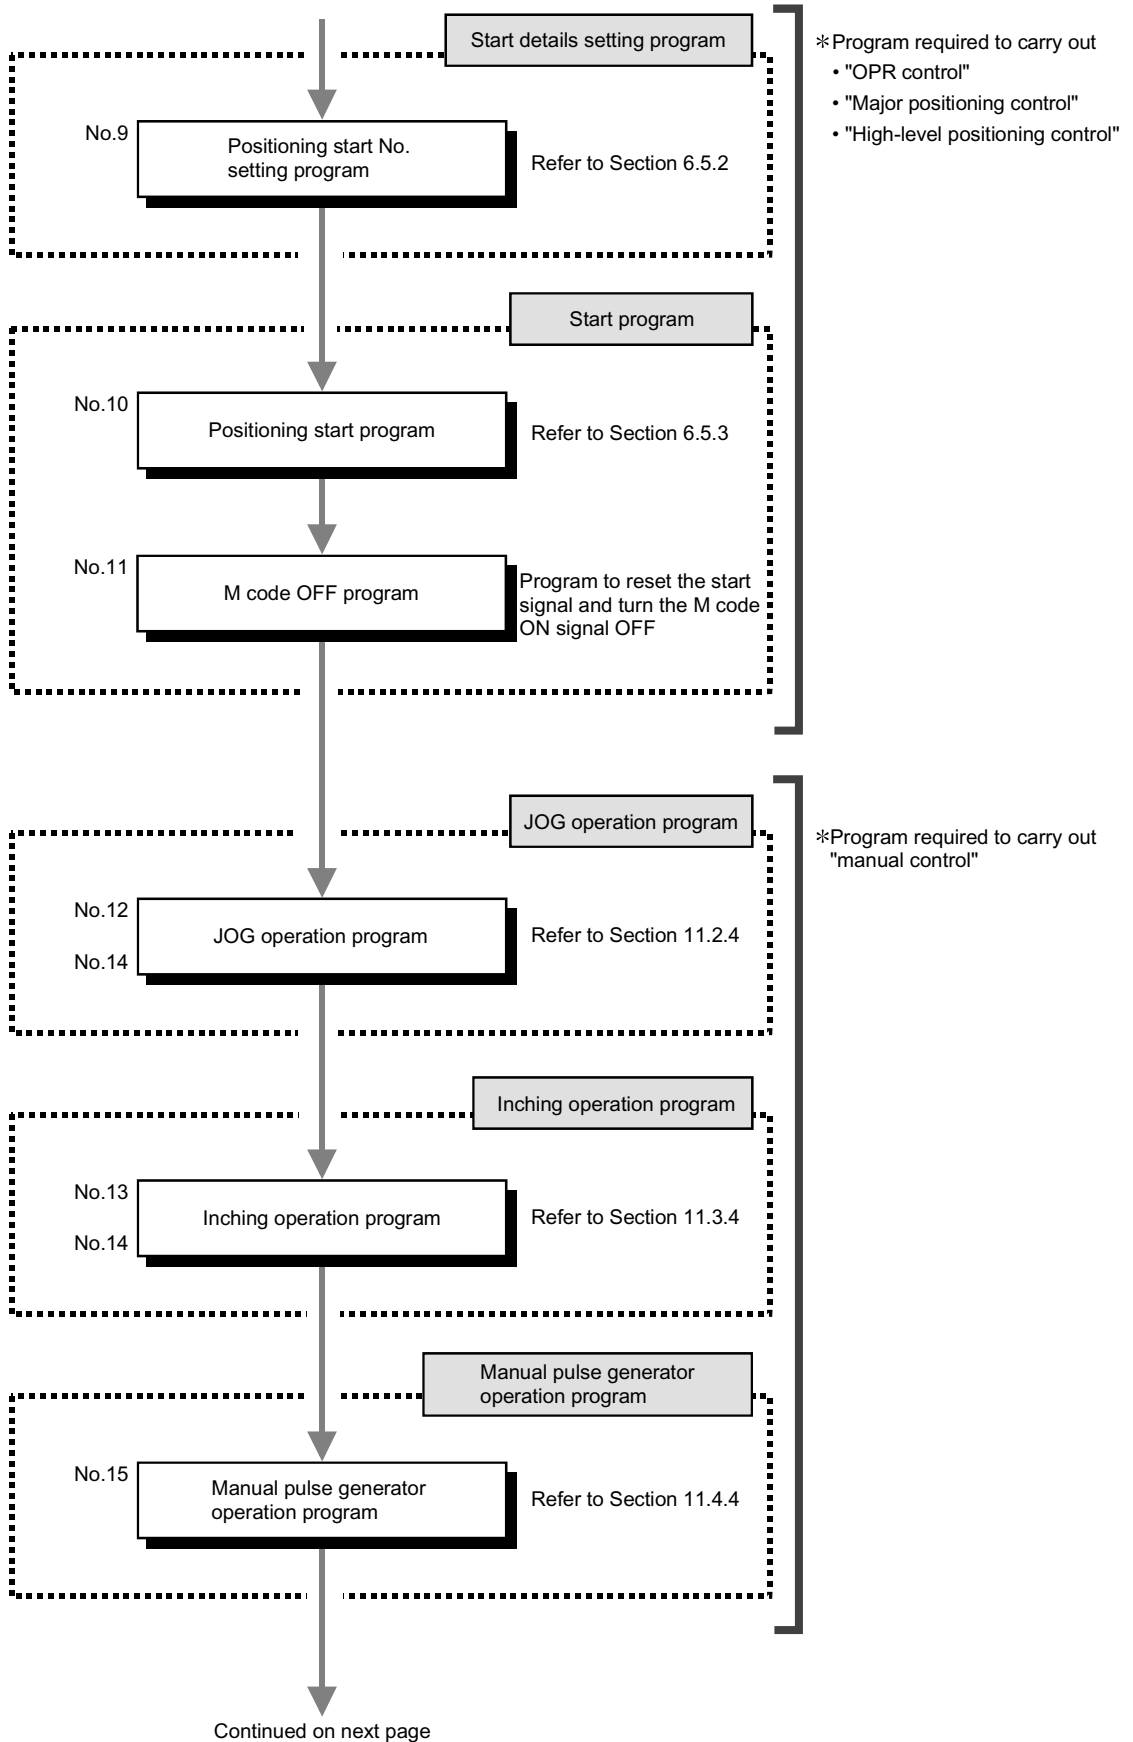 Start details setting program
✳Program required to carry out
• "OPR control"
• "Major positioning control"
• "High-level positioning control"
No.9
Positioning start No.
setting program
Refer to Section 6.5.2
Start program
No.10
Positioning start program
Refer to Section 6.5.3
No.11
M code OFF program
Program to reset the start
signal and turn the M code
ON signal OFF
JOG operation program
✳Program required to carry out
"manual control"
No.12
JOG operation program
Refer to Section 11.2.4
No.14
Inching operation program
No.13
Inching operation program
Refer to Section 11.3.4
No.14
Manual pulse generator
operation program
No.15
Manual pulse generator
operation program
Refer to Section 11.4.4
Continued on next page